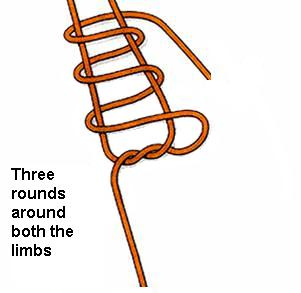 Three
rounds
around
both the
limbs